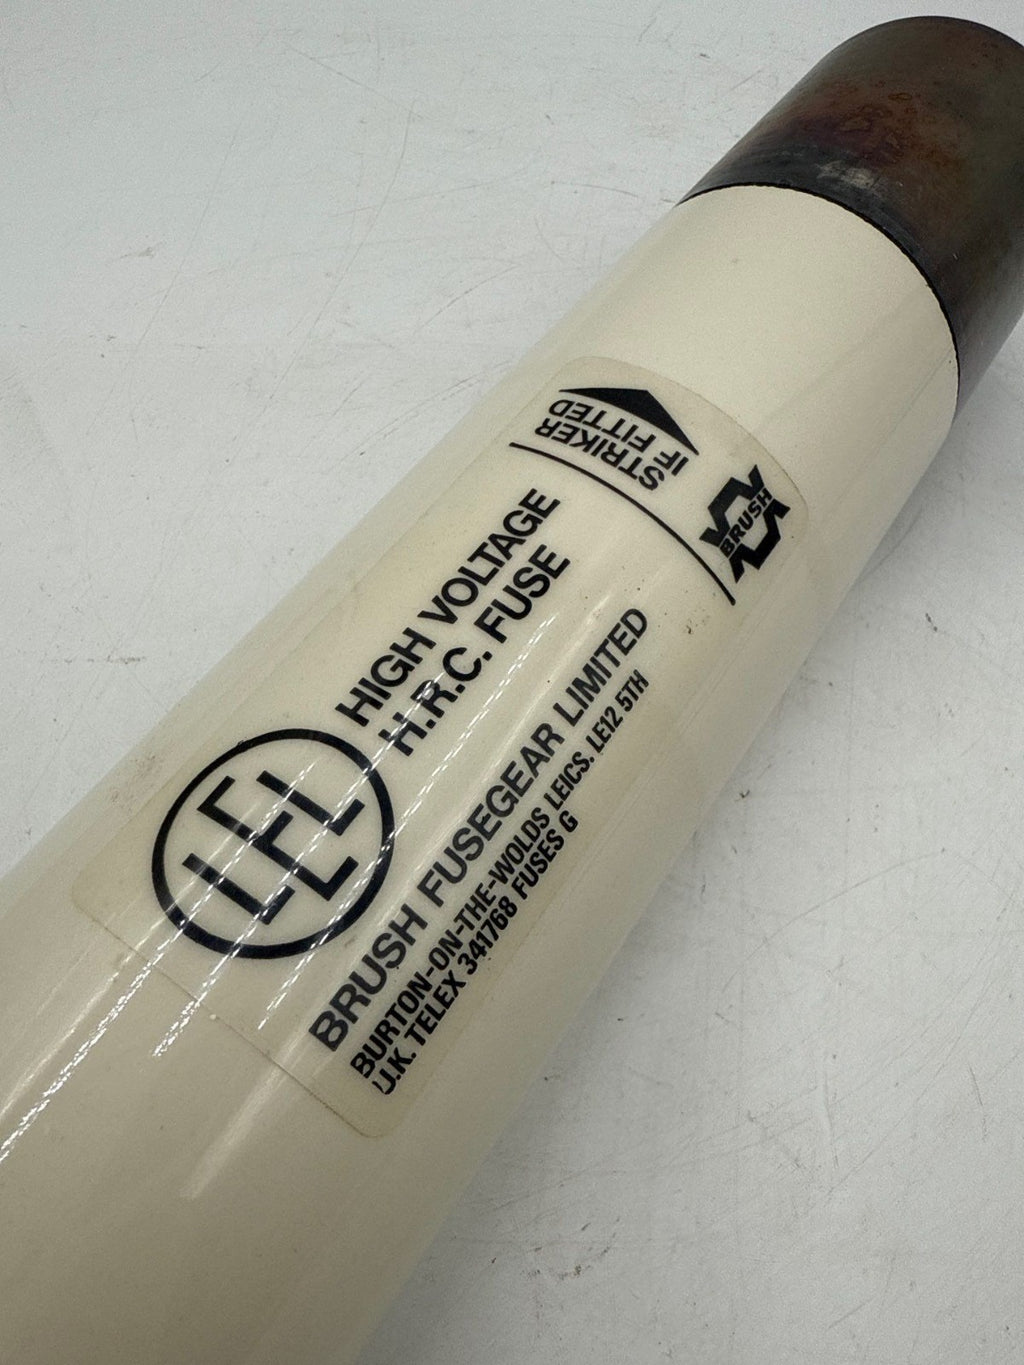 STRIKER
IF FITTED
BRUSH
HIGH VOLTAGE
H.R.C. FUSE
BRUSH FUSEGEAR LIMITED
BURTON-ON-THE-WOLDS LEICS. LE12 5TH
U.K. TELEX 341768 FUSES G